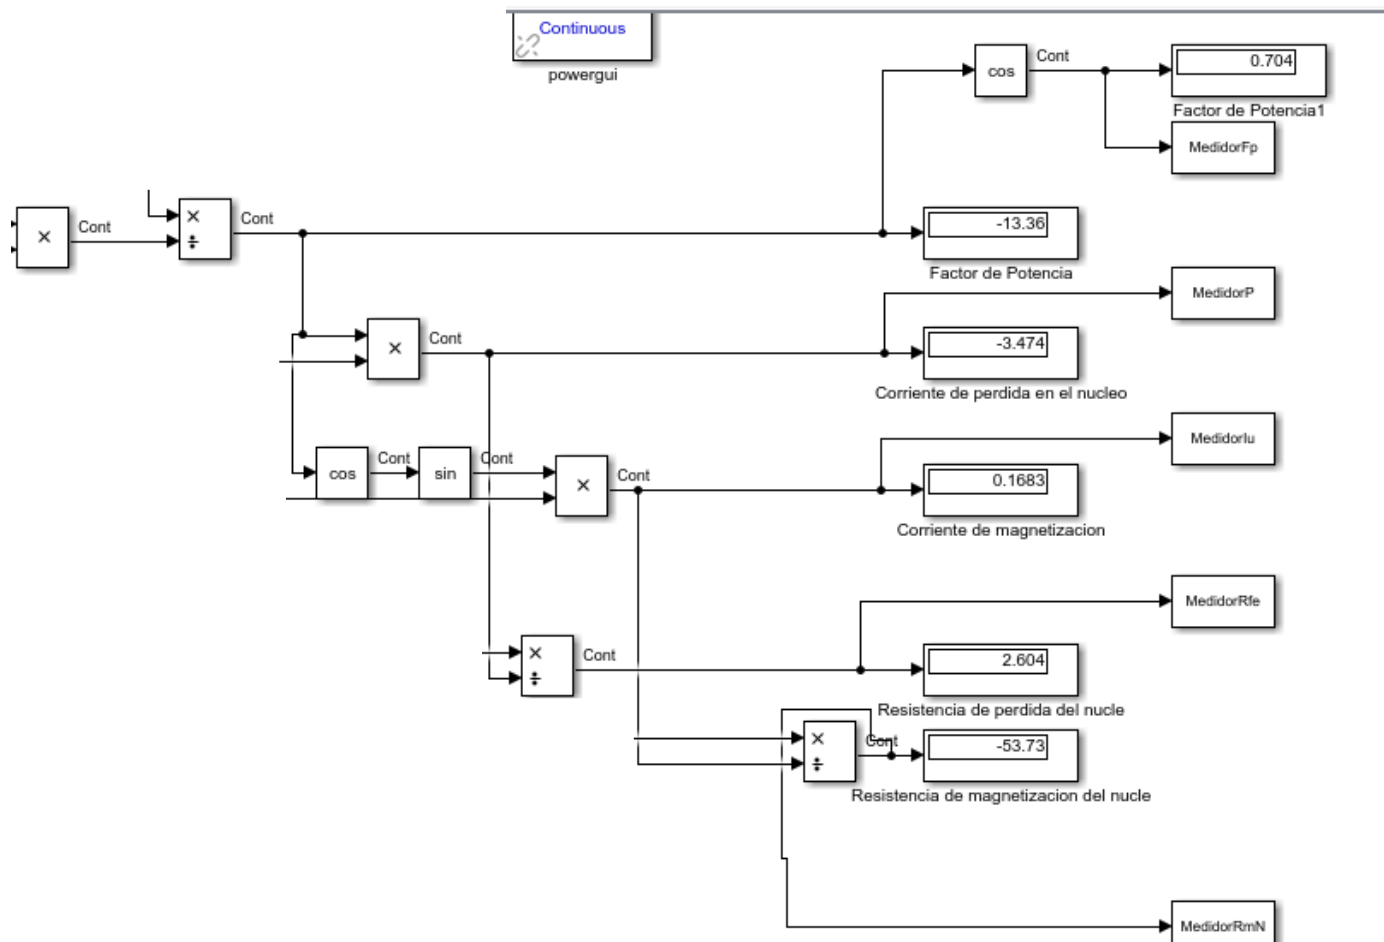 Continuous
powergui
cos
Cont
0.704
Factor de Potencia1
MedidorFp
×
Cont
×
÷
Cont
-13.36
Factor de Potencia
MedidorP
×
Cont
-3.474
Corriente de perdida en el nucleo
MedidorIu
cos
Cont
sin
Cont
×
Cont
0.1683
Corriente de magnetizacion
MedidorRfe
×
÷
Cont
2.604
Resistencia de perdida del nucle
×
÷
Cont
-53.73
Resistencia de magnetizacion del nucle
MedidorRmN